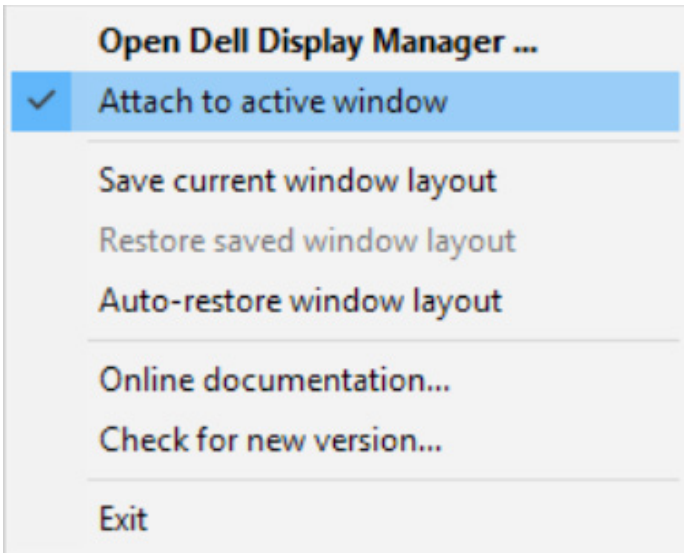 Open Dell Display Manager ...
Attach to active window
Save current window layout
Restore saved window layout
Auto-restore window layout
Online documentation...
Check for new version...
Exit